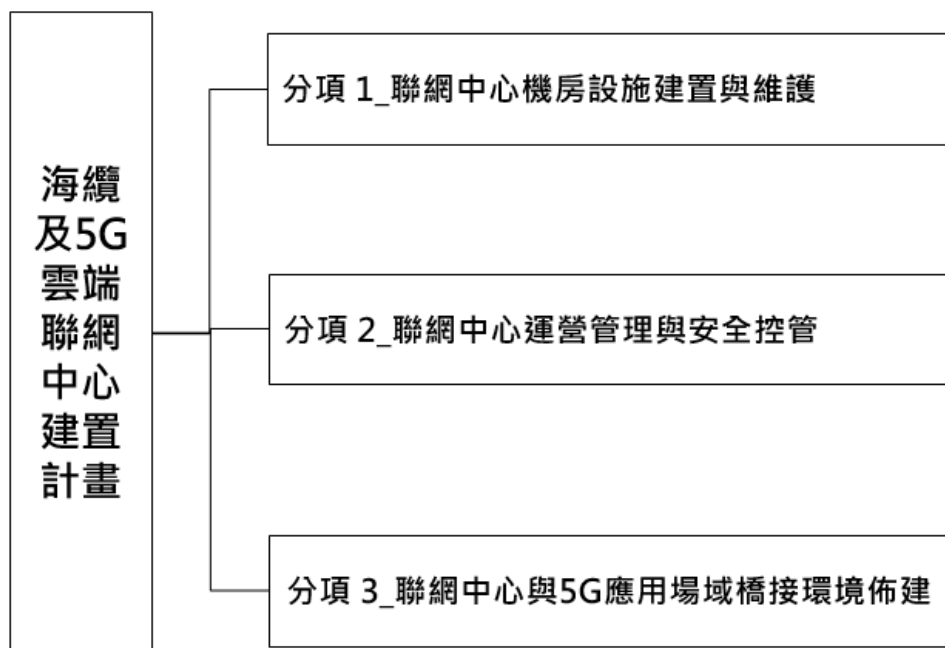 海纜
及5G
雲端
聯網
中心
建置
計畫
分項 1_聯網中心機房設施建置與維護
分項 2_聯網中心運營管理與安全控管
分項 3_聯網中心與5G應用場域橋接環境佈建